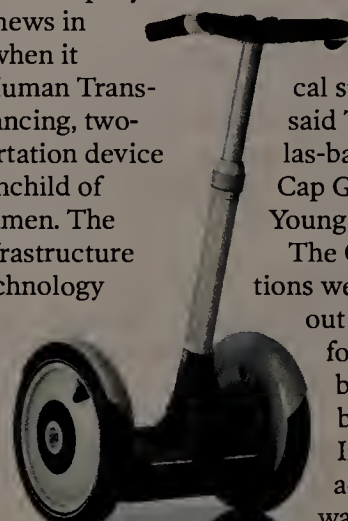 news in
when it
Human Trans-
ancing, two-
rtation device
nchild of
men. The
frastructure
chnology
cal s
said
las-ba
Cap G
Young
The
tions we
out
fo
b
b
I
a
wa